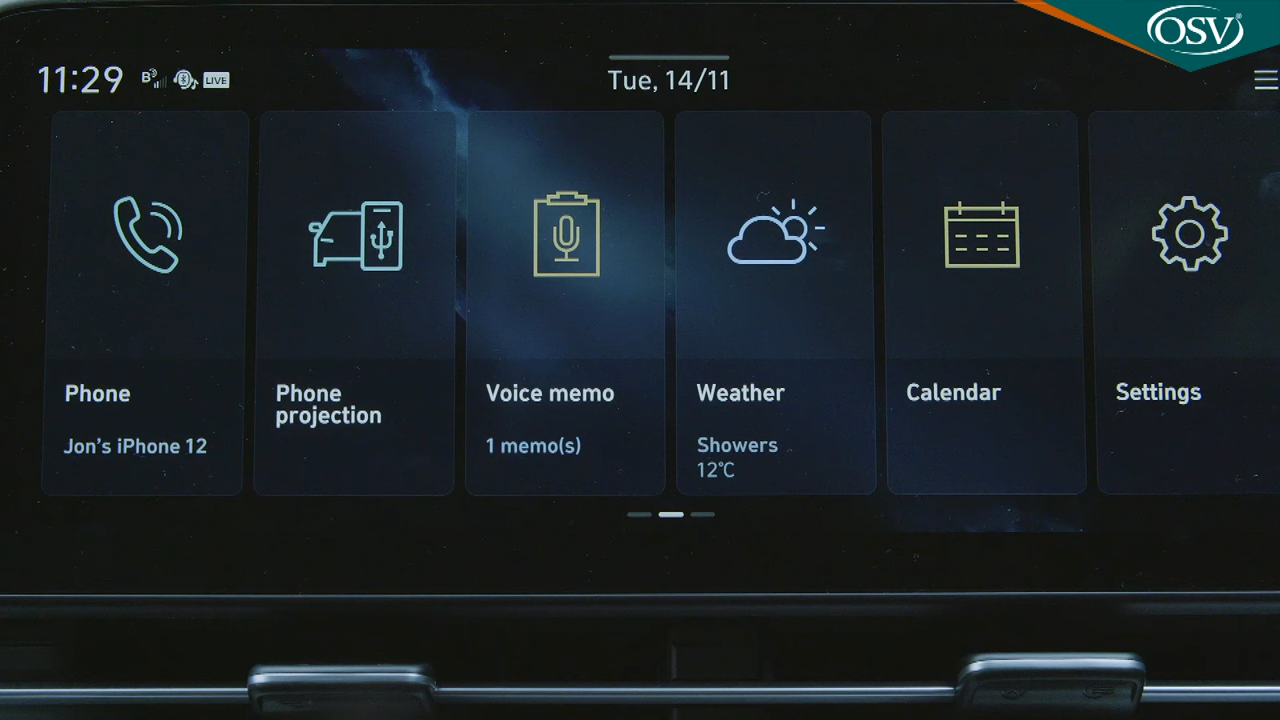 OSV®
11:29
B
LIVE
Tue, 14/11
Phone
Jon's iPhone 12
Phone
projection
Voice memo
1 memo(s)
Weather
Showers
12°C
Calendar
Settings